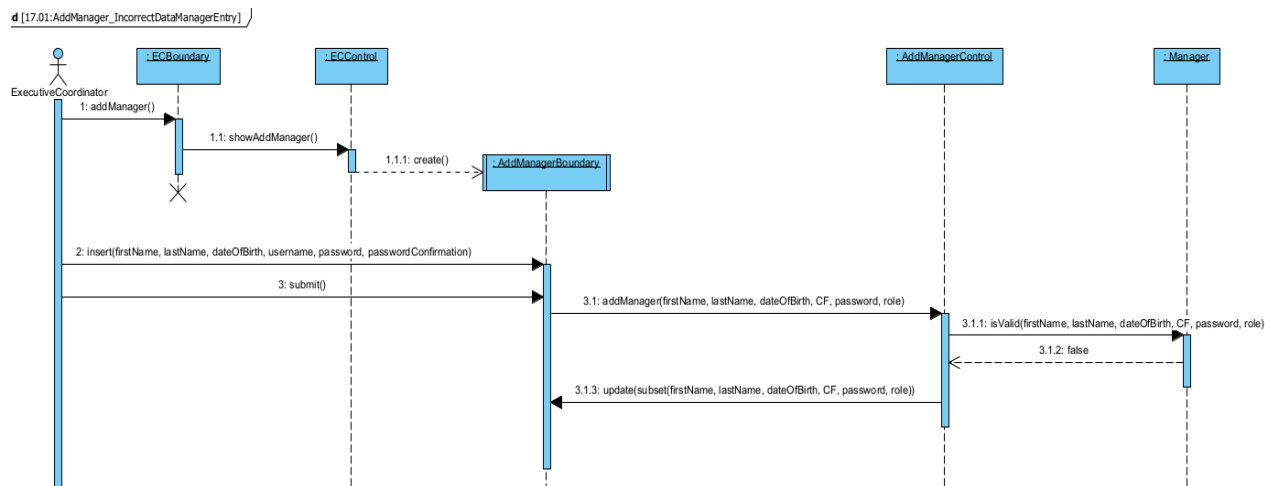 d [17.01:AddManager_IncorrectDataManagerEntry]
: ECBoundary
: ECControl
: AddManagerControl
: Manager
ExecutiveCoordinator
1: addManager()
1.1: showAddManager()
1.1.1: create()
: AddManagerBoundary
2: insert(firstName, lastName, dateOfBirth, username, password, passwordConfirmation)
3: submit()
3.1: addManager(firstName, lastName, dateOfBirth, CF, password, role)
3.1.1: isValid(firstName, lastName, dateOfBirth, CF, password, role)
3.1.2: false
3.1.3: update(subset(firstName, lastName, dateOfBirth, CF, password, role))